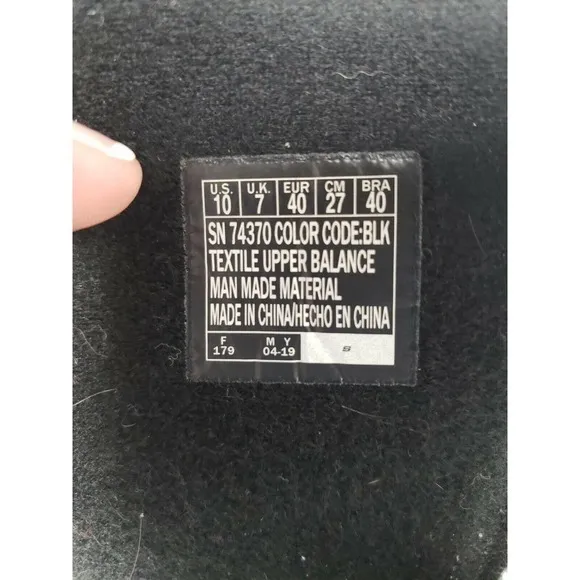 U.S. U.K. EUR CM BRA
10 7 40 27 40
SN 74370 COLOR CODE:BLK
TEXTILE UPPER BALANCE
MAN MADE MATERIAL
MADE IN CHINA/HECHO EN CHINA
F M Y
179 04-19 S